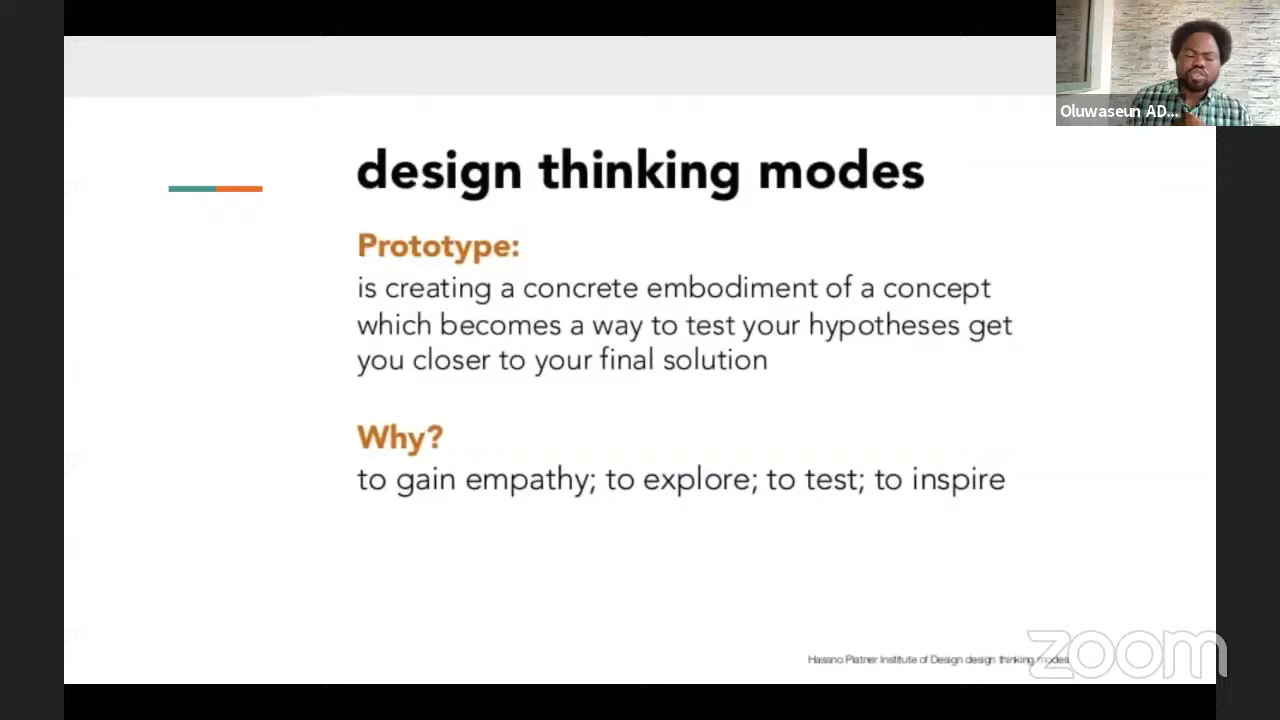 Oluwaseun AD...
design thinking modes
Prototype:
is creating a concrete embodiment of a concept
which becomes a way to test your hypotheses get
you closer to your final solution
Why?
to gain empathy; to explore; to test; to inspire
Hassno Platner Institute of Design design thinking modes
zoom